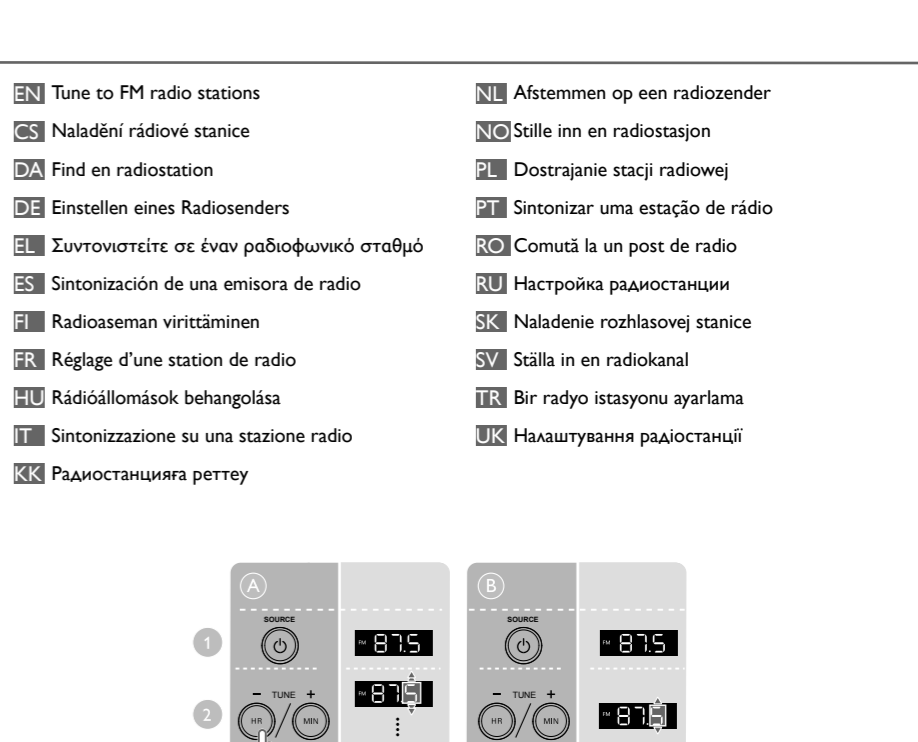 EN Tune to FM radio stations
CS Naladění rádiové stanice
DA Find en radiostation
DE Einstellen eines Radiosenders
EL Συντονιστείτε σε έναν ραδιοφωνικό σταθμό
ES Sintonización de una emisora de radio
FI Radioaseman virittäminen
FR Réglage d'une station de radio
HU Rádióállomások behangolása
IT Sintonizzazione su una stazione radio
KK Радиостанцияға реттеу
NL Afstemmen op een radiozender
NO Stille inn en radiostasjon
PL Dostrajanie stacji radiowej
PT Sintonizar uma estação de rádio
RO Comută la un post de radio
RU Настройка радиостанции
SK Naladenie rozhlasovej stanice
SV Ställa in en radiokanal
TR Bir radyo istasyonu ayarlama
UK Налаштування радіостанції
A
B
1
SOURCE
FM 87.5
SOURCE
FM 87.5
2
- TUNE +
HR / MIN
FM 87.5
- TUNE +
HR / MIN
FM 87.5